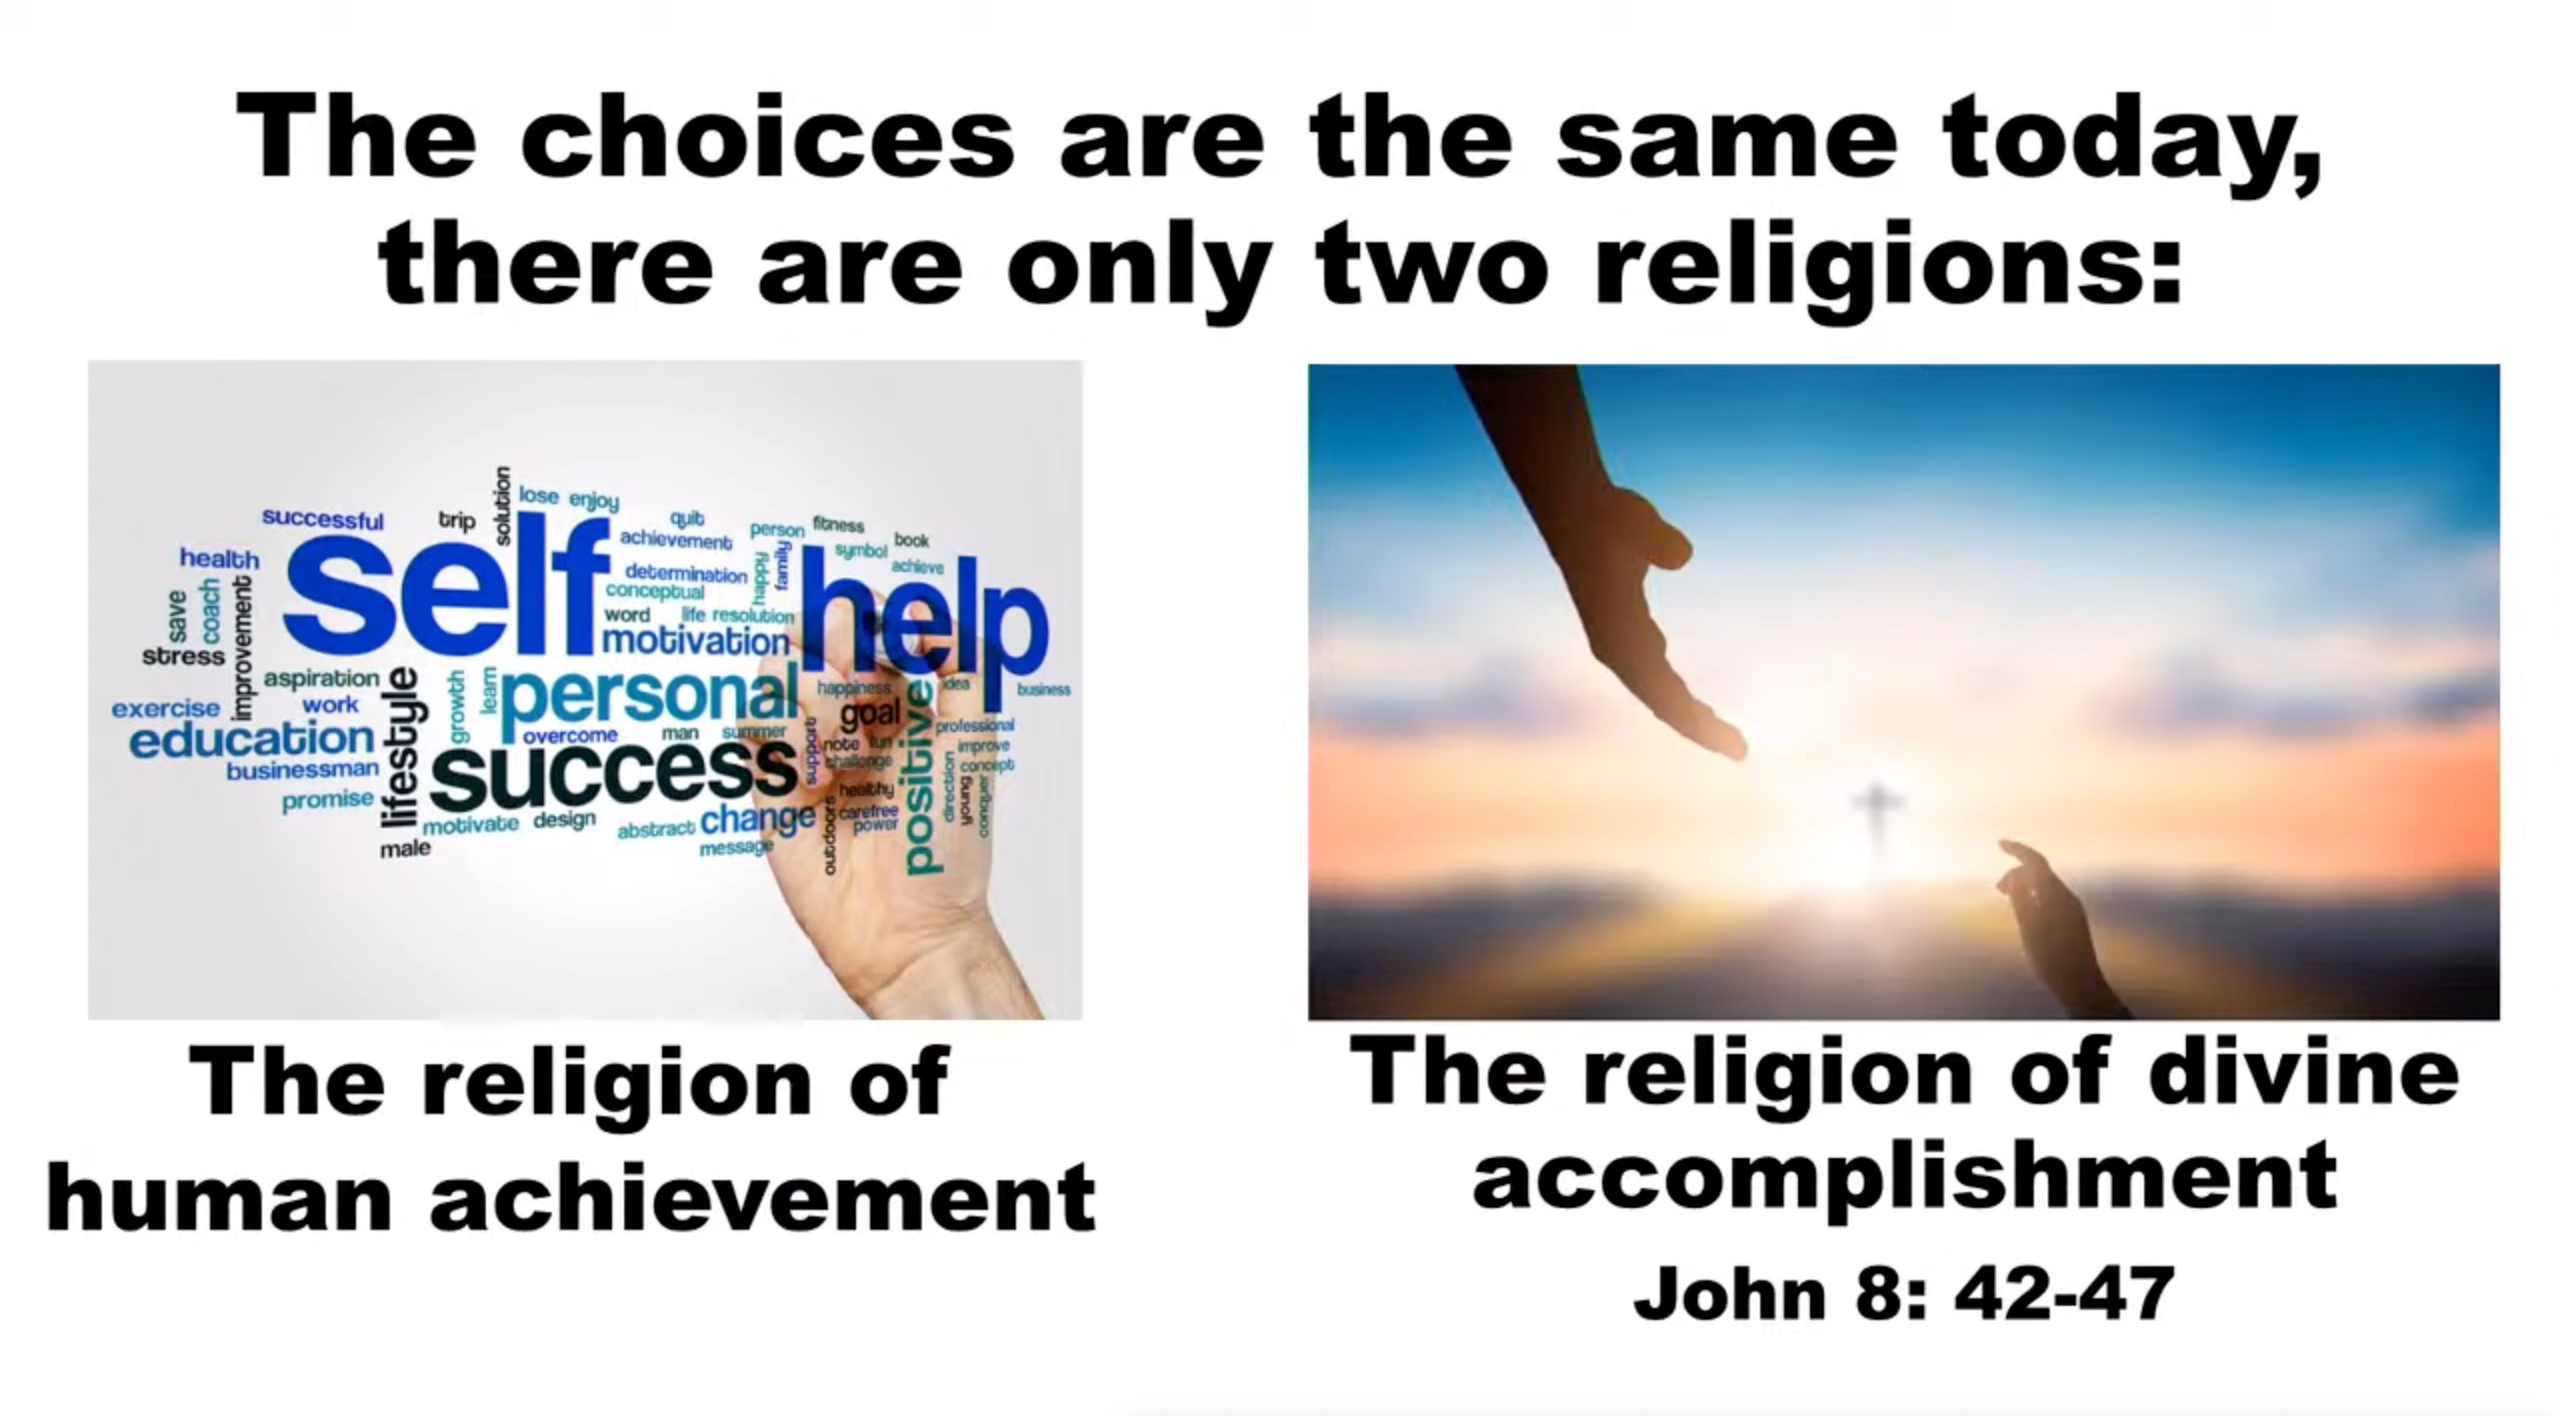 The choices are the same today,
there are only two religions:
solution
lose enjoy
successful
trip
quit
person
fitness
achievement
book
symbol
family
happy
health
self
help
achieve
determination
conceptual
save
coach
improvement
word
life resolution
motivation
stress
aspiration
lifestyle
growth
learn
personal
happiness
idea
business
exercise
work
goal
positive
education
overcome
man
summer
professional
support
note
fun
improve
businessman
success
challenge
concept
direction
young
conquer
promise
healthy
outdoors
carefree
motivate
design
abstract
change
power
male
message
The religion of
human achievement
The religion of divine
accomplishment
John 8: 42-47